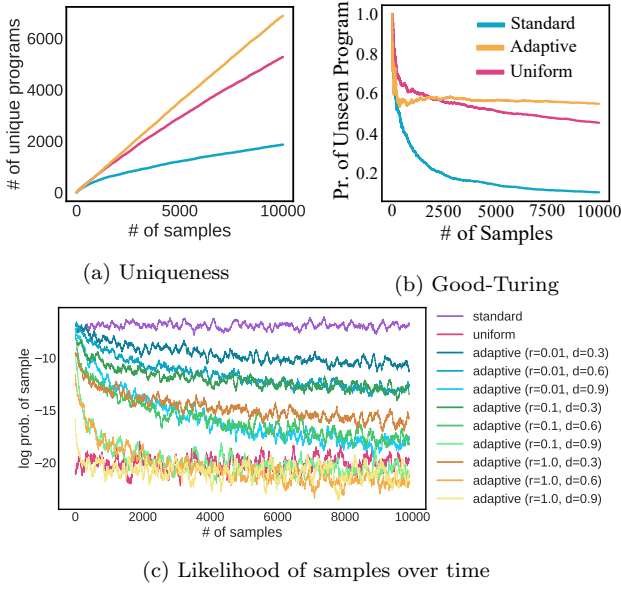 # of unique programs
6000
4000
2000
0
0
5000
10000
# of samples
(a) Uniqueness
Pr. of Unseen Program
1.0
0.8
0.6
0.4
0.2
Standard
Adaptive
Uniform
0
2500
5000
7500
10000
# of Samples
(b) Good-Turing
log prob. of sample
−10
−15
−20
0
2000
4000
6000
8000
10000
# of samples
standard
uniform
adaptive (r=0.01, d=0.3)
adaptive (r=0.01, d=0.6)
adaptive (r=0.01, d=0.9)
adaptive (r=0.1, d=0.3)
adaptive (r=0.1, d=0.6)
adaptive (r=0.1, d=0.9)
adaptive (r=1.0, d=0.3)
adaptive (r=1.0, d=0.6)
adaptive (r=1.0, d=0.9)
(c) Likelihood of samples over time